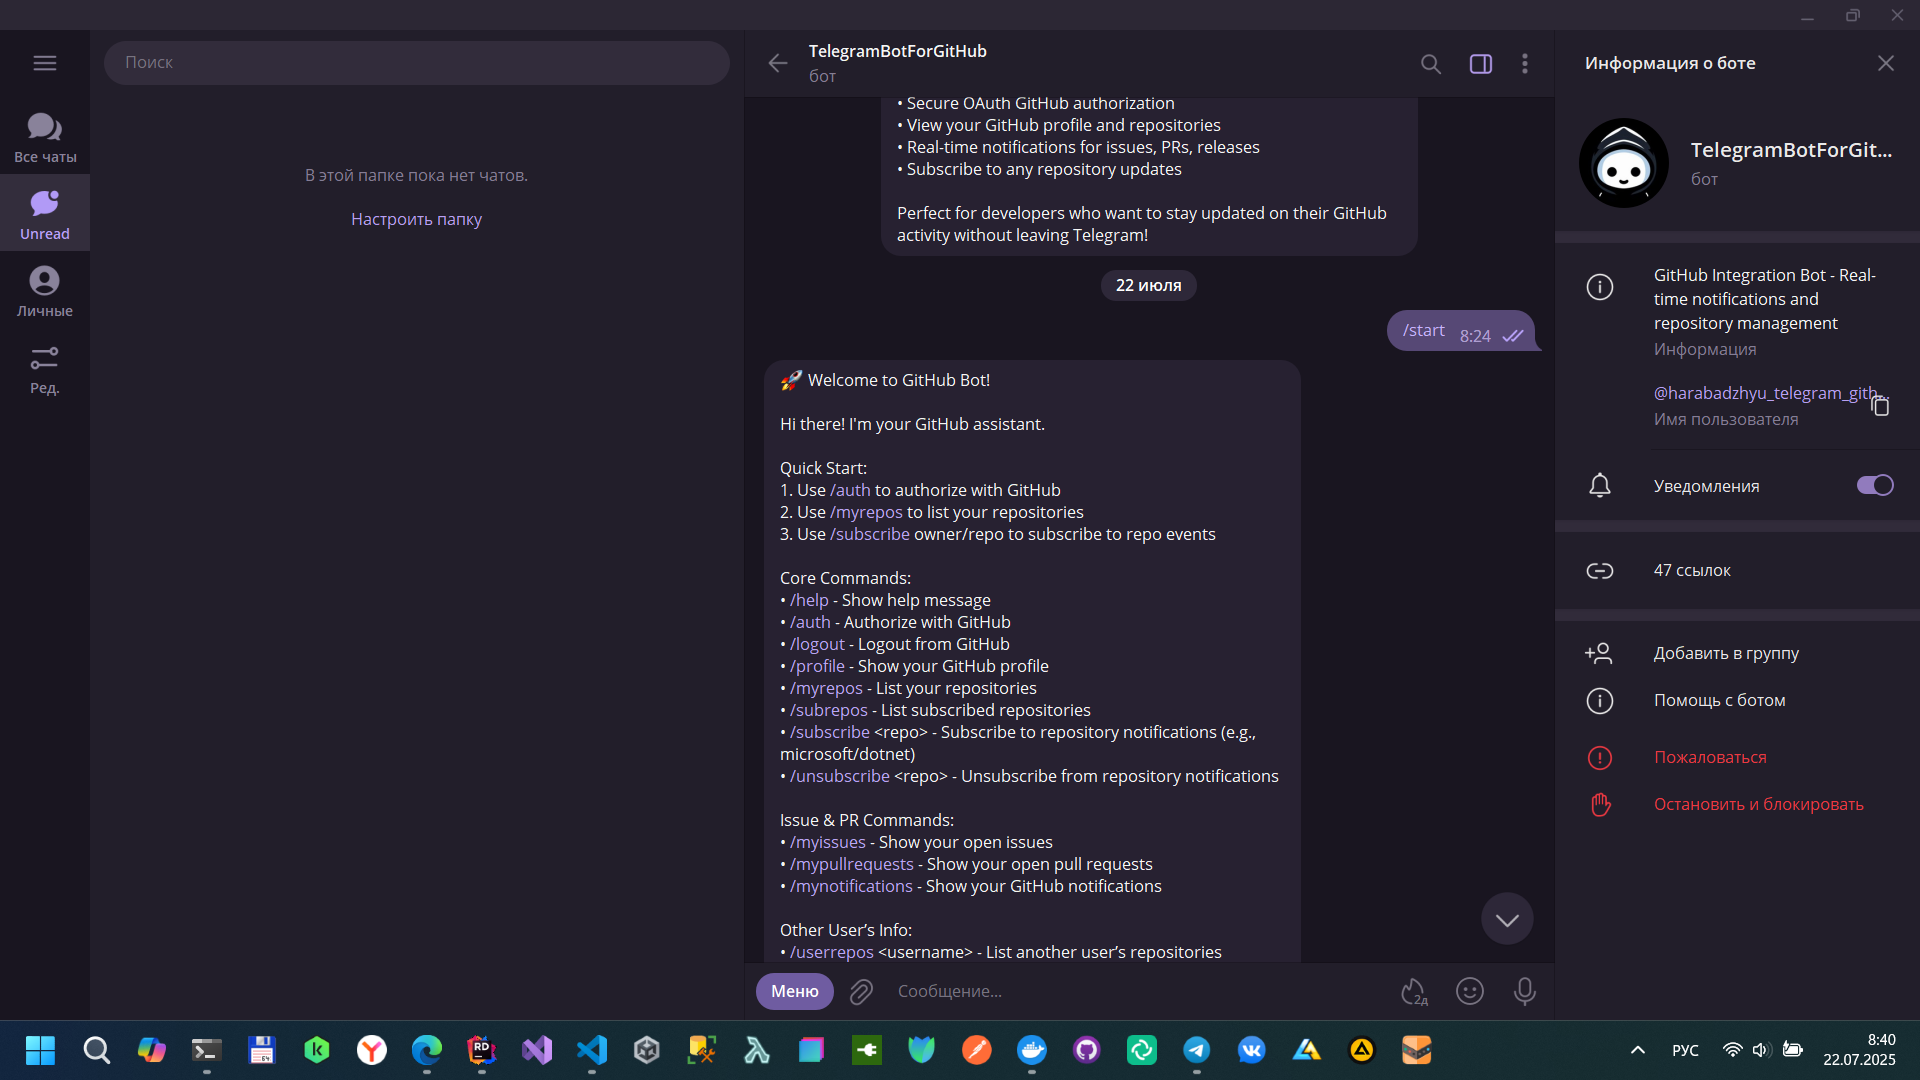 Поиск
Все чаты
Unread
Личные
Ред.
В этой папке пока нет чатов.
Настроить папку
TelegramBotForGitHub
бот
• Secure OAuth GitHub authorization
• View your GitHub profile and repositories
• Real-time notifications for issues, PRs, releases
• Subscribe to any repository updates
Perfect for developers who want to stay updated on their GitHub
activity without leaving Telegram!
22 июля
/start 8:24
🚀 Welcome to GitHub Bot!
Hi there! I'm your GitHub assistant.
Quick Start:
1. Use /auth to authorize with GitHub
2. Use /myrepos to list your repositories
3. Use /subscribe owner/repo to subscribe to repo events
Core Commands:
• /help - Show help message
• /auth - Authorize with GitHub
• /logout - Logout from GitHub
• /profile - Show your GitHub profile
• /myrepos - List your repositories
• /subrepos - List subscribed repositories
• /subscribe <repo> - Subscribe to repository notifications (e.g.,
microsoft/dotnet)
• /unsubscribe <repo> - Unsubscribe from repository notifications
Issue & PR Commands:
• /myissues - Show your open issues
• /mypullrequests - Show your open pull requests
• /mynotifications - Show your GitHub notifications
Other User’s Info:
• /userrepos <username> - List another user’s repositories
Меню
Сообщение...
2д
Информация о боте
TelegramBotForGit...
бот
GitHub Integration Bot - Real-
time notifications and
repository management
Информация
@harabadzhyu_telegram_gith...
Имя пользователя
Уведомления
47 ссылок
Добавить в группу
Помощь с ботом
Пожаловаться
Остановить и блокировать
64
RD
РУС
8:40
22.07.2025